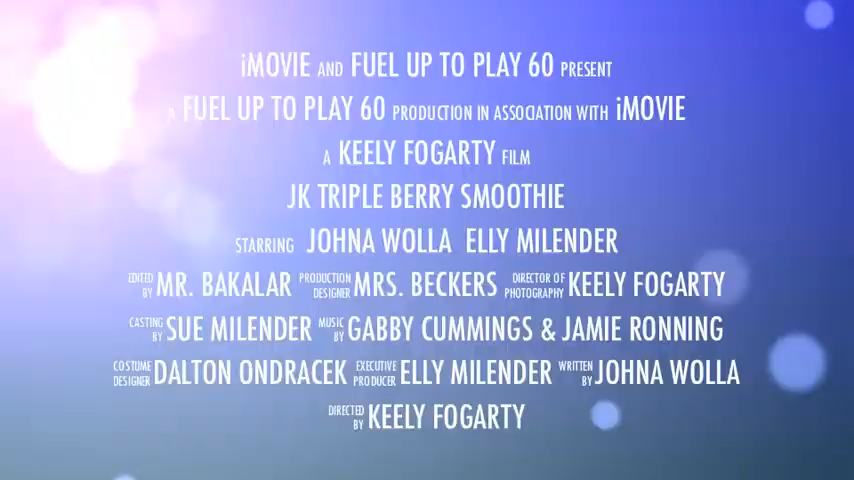 iMOVIE AND FUEL UP TO PLAY 60 PRESENT
A FUEL UP TO PLAY 60 PRODUCTION IN ASSOCIATION WITH iMOVIE
A KEELY FOGARTY FILM
JK TRIPLE BERRY SMOOTHIE
STARRING JOHNA WOLLA ELLY MILENDER
EDITED BY MR. BAKALAR PRODUCTION DESIGNER MRS. BECKERS DIRECTOR OF PHOTOGRAPHY KEELY FOGARTY
CASTING BY SUE MILENDER MUSIC BY GABBY CUMMINGS & JAMIE RONNING
COSTUME DESIGNER DALTON ONDRACEK EXECUTIVE PRODUCER ELLY MILENDER WRITTEN BY JOHNA WOLLA
DIRECTED BY KEELY FOGARTY